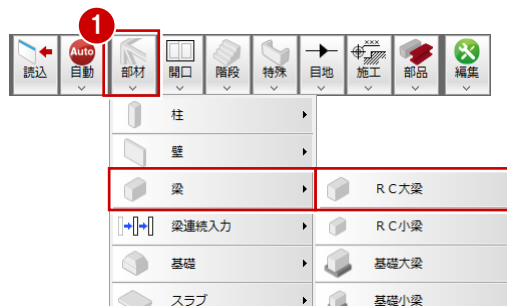 1
読込 自動 部材 開口 階段 特殊 目地 施工 部品 編集
Auto
×××
柱
壁
梁 RC大梁
梁連続入力 RC小梁
基礎 基礎大梁
スラブ 基礎小梁